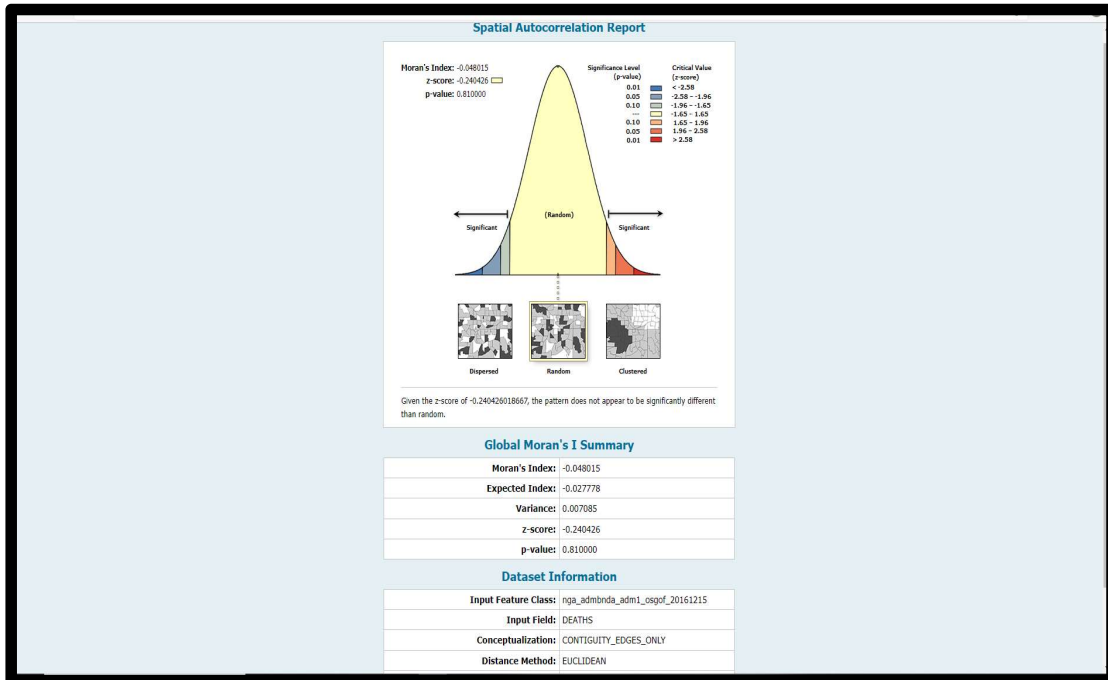 Spatial Autocorrelation Report
Moran's Index: -0.048015
z-score: -0.240426
p-value: 0.810000
Significance Level
(p-value)
Critical Value
(z-score)
0.01 < -2.58
0.05 -2.58 - -1.96
0.10 -1.96 - -1.65
--- -1.65 - 1.65
0.10 1.65 - 1.96
0.05 1.96 - 2.58
0.01 > 2.58
(Random)
Significant Significant
Dispersed Random Clustered
Given the z-score of -0.240426018667, the pattern does not appear to be significantly different
than random.
Global Moran's I Summary
Moran's Index: -0.048015
Expected Index: -0.027778
Variance: 0.007085
z-score: -0.240426
p-value: 0.810000
Dataset Information
Input Feature Class: nga_admbnda_adm1_osgof_20161215
Input Field: DEATHS
Conceptualization: CONTIGUITY_EDGES_ONLY
Distance Method: EUCLIDEAN